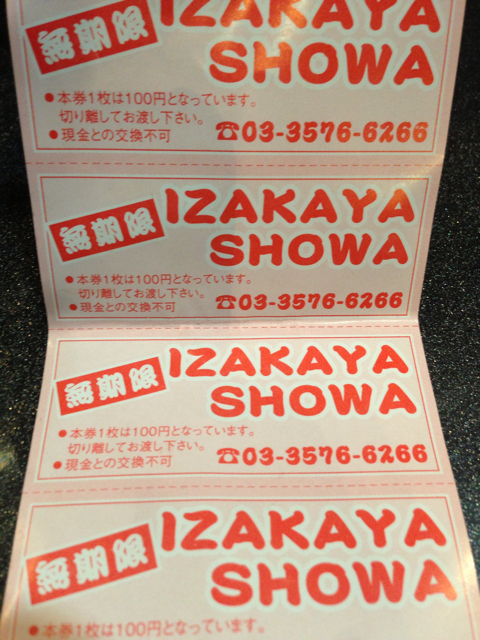 無期限
IZAKAYA
SHOWA
●本券1枚は100円となっています。
切り離してお渡し下さい。
●現金との交換不可
☎03-3576-6266
無期限
IZAKAYA
SHOWA
●本券1枚は100円となっています。
切り離してお渡し下さい。
●現金との交換不可
☎03-3576-6266
無期限
IZAKAYA
SHOWA
●本券1枚は100円となっています。
切り離してお渡し下さい。
●現金との交換不可
☎03-3576-6266
無期限
IZAKAYA
SHOWA
●本券1枚は100円となっています。